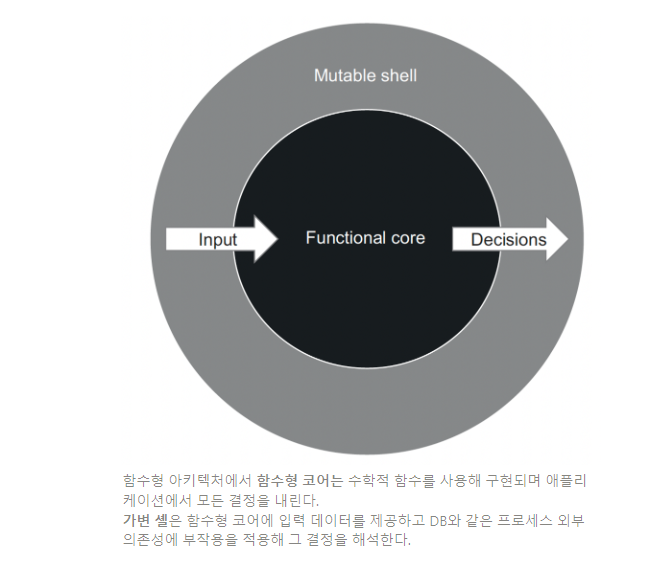 Mutable shell
Input
Functional core
Decisions
함수형 아키텍처에서 함수형 코어는 수학적 함수를 사용해 구현되며 애플리
케이션에서 모든 결정을 내린다.
가변 셸은 함수형 코어에 입력 데이터를 제공하고 DB와 같은 프로세스 외부
의존성에 부작용을 적용해 그 결정을 해석한다.